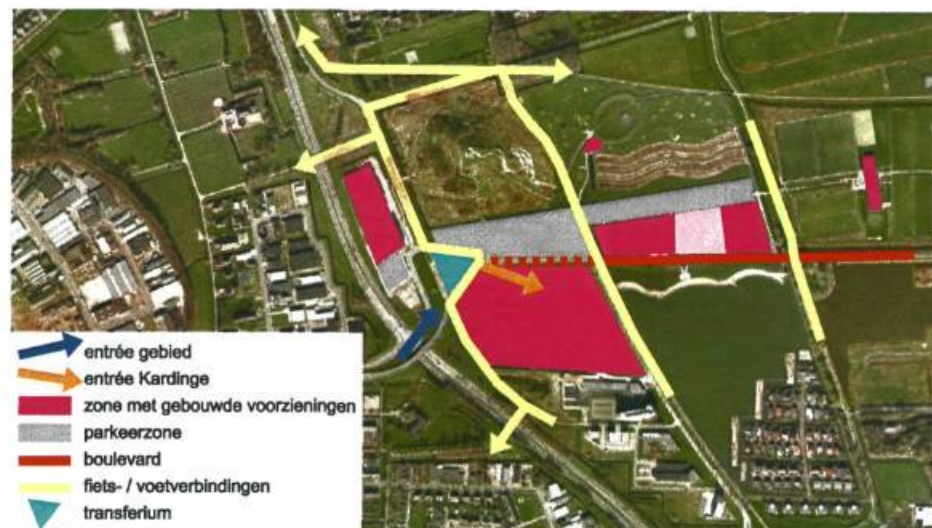 entrée gebied
entrée Kardinge
zone met gebouwde voorzieningen
parkeerzone
boulevard
fiets- / voetverbindingen
transferium